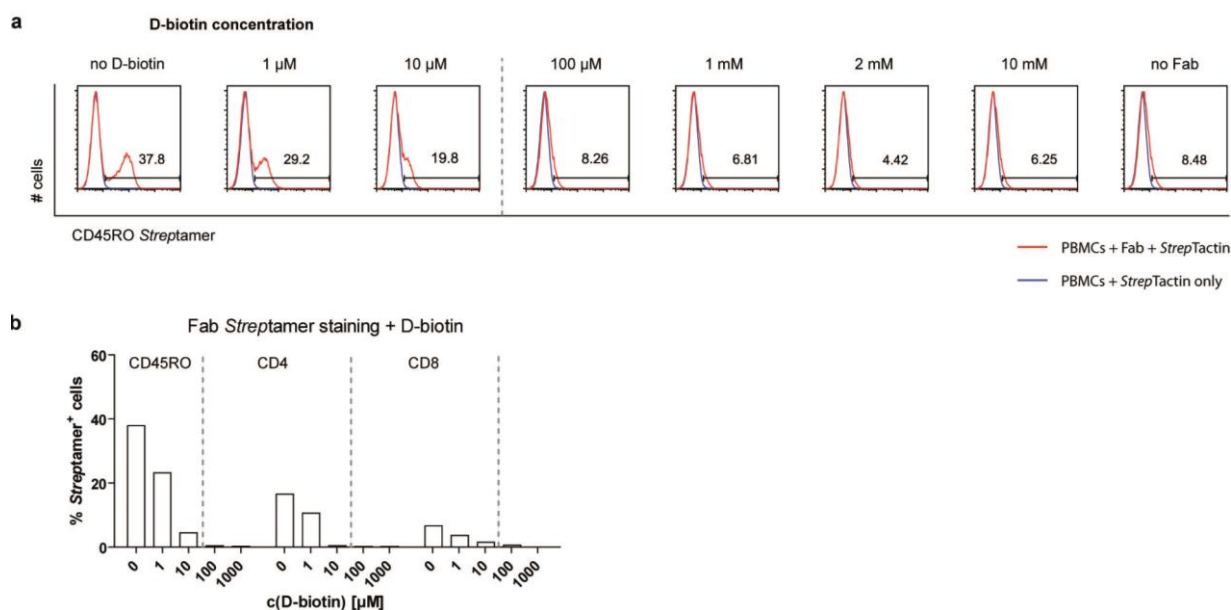 a
D-biotin concentration
no D-biotin 1 µM 10 µM 100 µM 1 mM 2 mM 10 mM no Fab
37.8 29.2 19.8 8.26 6.81 4.42 6.25 8.48
# cells
CD45RO Streptamer
PBMCs + Fab + StrepTactin
PBMCs + StrepTactin only
b
Fab Streptamer staining + D-biotin
CD45RO CD4 CD8
% Streptamer+ cells
60
40
20
0
0 1 10 100 1000 0 1 10 100 1000 0 1 10 100 1000
c(D-biotin) [µM]